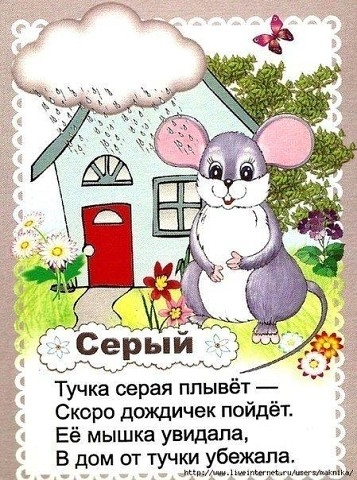 Серый
Тучка серая плывёт —
Скоро дождичек пойдёт.
Её мышка увидала,
В дом от тучки убежала.
http://www.liveinternet.ru/users/maknika/